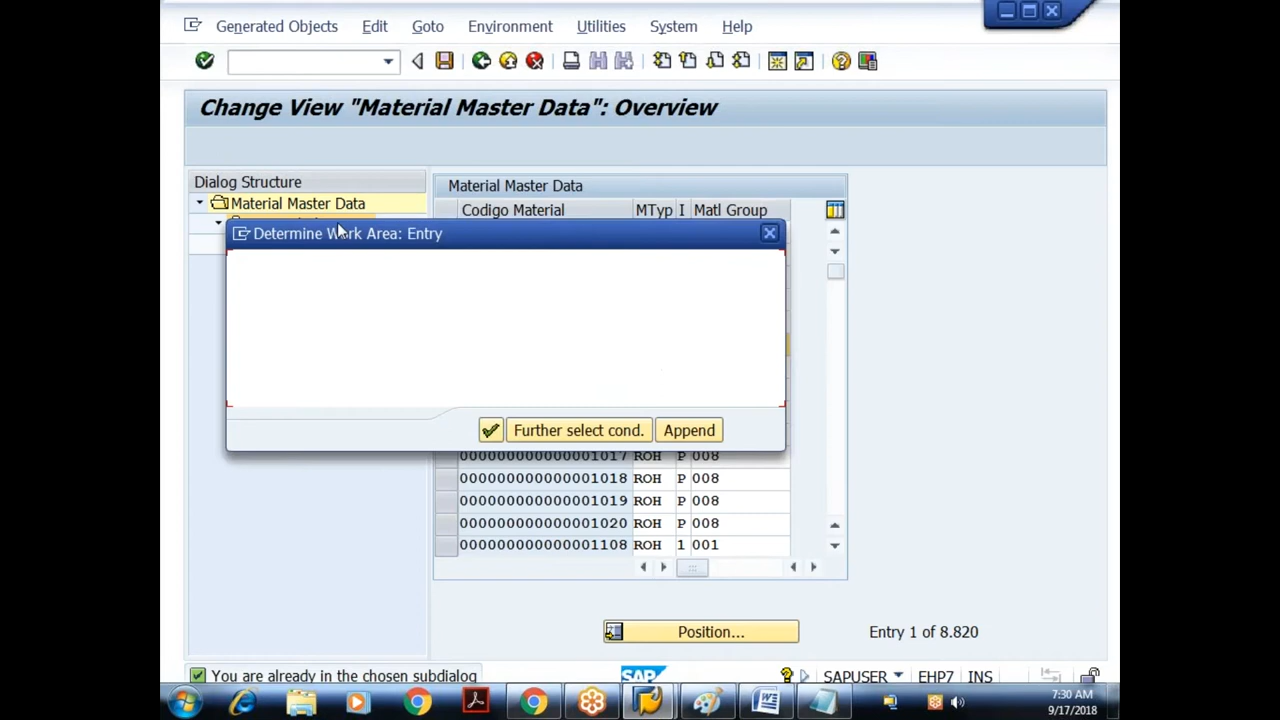 Generated Objects Edit Goto Environment Utilities System Help
Change View "Material Master Data": Overview
Dialog Structure
Material Master Data
Material Master Data
Codigo Material MTyp I Matl Group
Determine Work Area: Entry
Further select cond. Append
000000000000001017 ROH P 008
000000000000001018 ROH P 008
000000000000001019 ROH P 008
000000000000001020 ROH P 008
000000000000001108 ROH 1 001
Position... Entry 1 of 8.820
You are already in the chosen subdialog SAP SAPUSER EHP7 INS
7:30 AM
9/17/2018